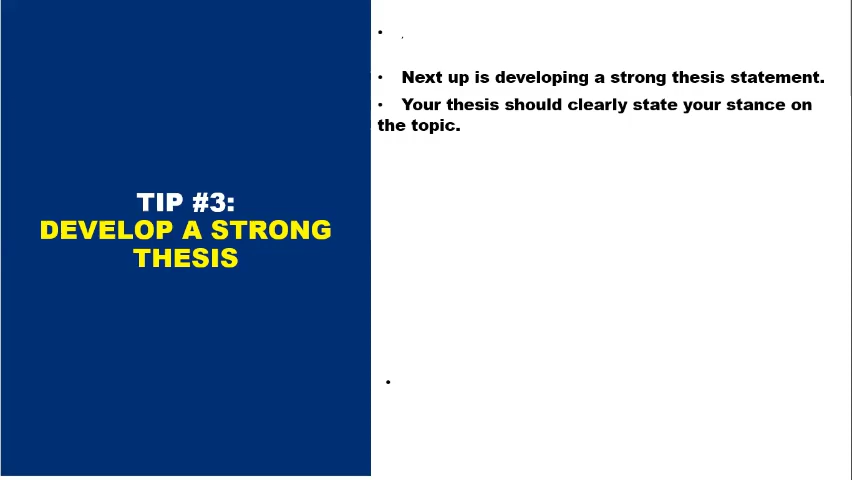 TIP #3:
DEVELOP A STRONG
THESIS
• .
• Next up is developing a strong thesis statement.
• Your thesis should clearly state your stance on
the topic.
•